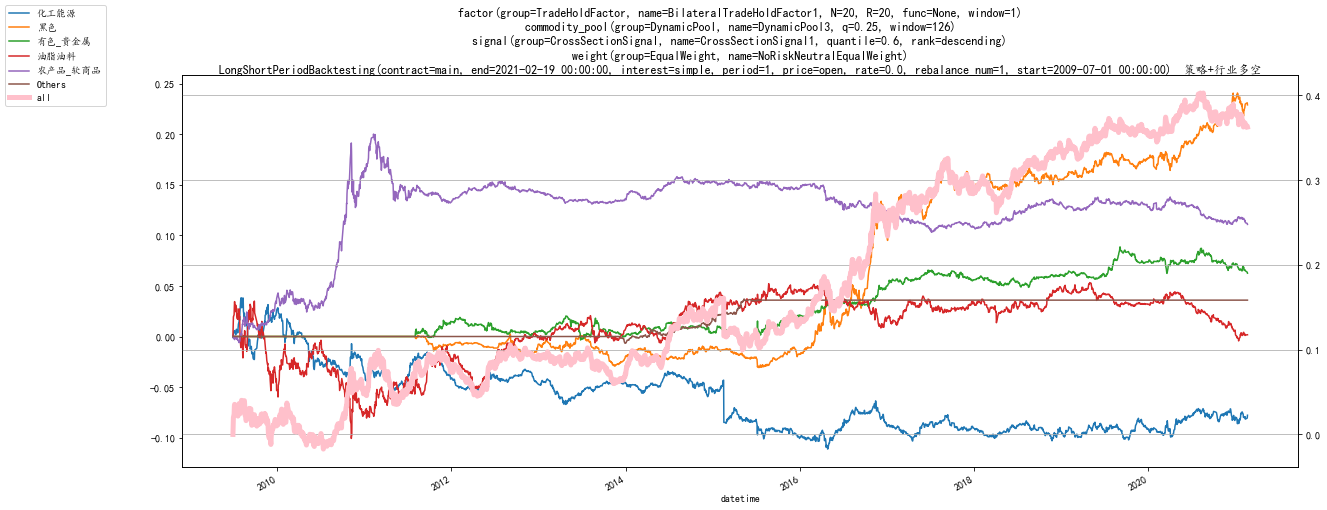 化工能源
黑色
有色_贵金属
油脂油料
农产品_软商品
Others
all
factor(group=TradeHoldFactor, name=BilateralTradeHoldFactor1, N=20, R=20, func=None, window=1)
commodity_pool(group=DynamicPool, name=DynamicPool3, q=0.25, window=126)
signal(group=CrossSectionSignal, name=CrossSectionSignal1, quantile=0.6, rank=descending)
weight(group=EqualWeight, name=NoRiskNeutralEqualWeight)
LongShortPeriodBacktesting(contract=main, end=2021-02-19 00:00:00, interest=simple, period=1, price=open, rate=0.0, rebalance_num=1, start=2009-07-01 00:00:00) 策略+行业多空
0.25
0.20
0.15
0.10
0.05
0.00
−0.05
−0.10
0.4
0.3
0.2
0.1
0.0
2010
2012
2014
2016
2018
2020
datetime